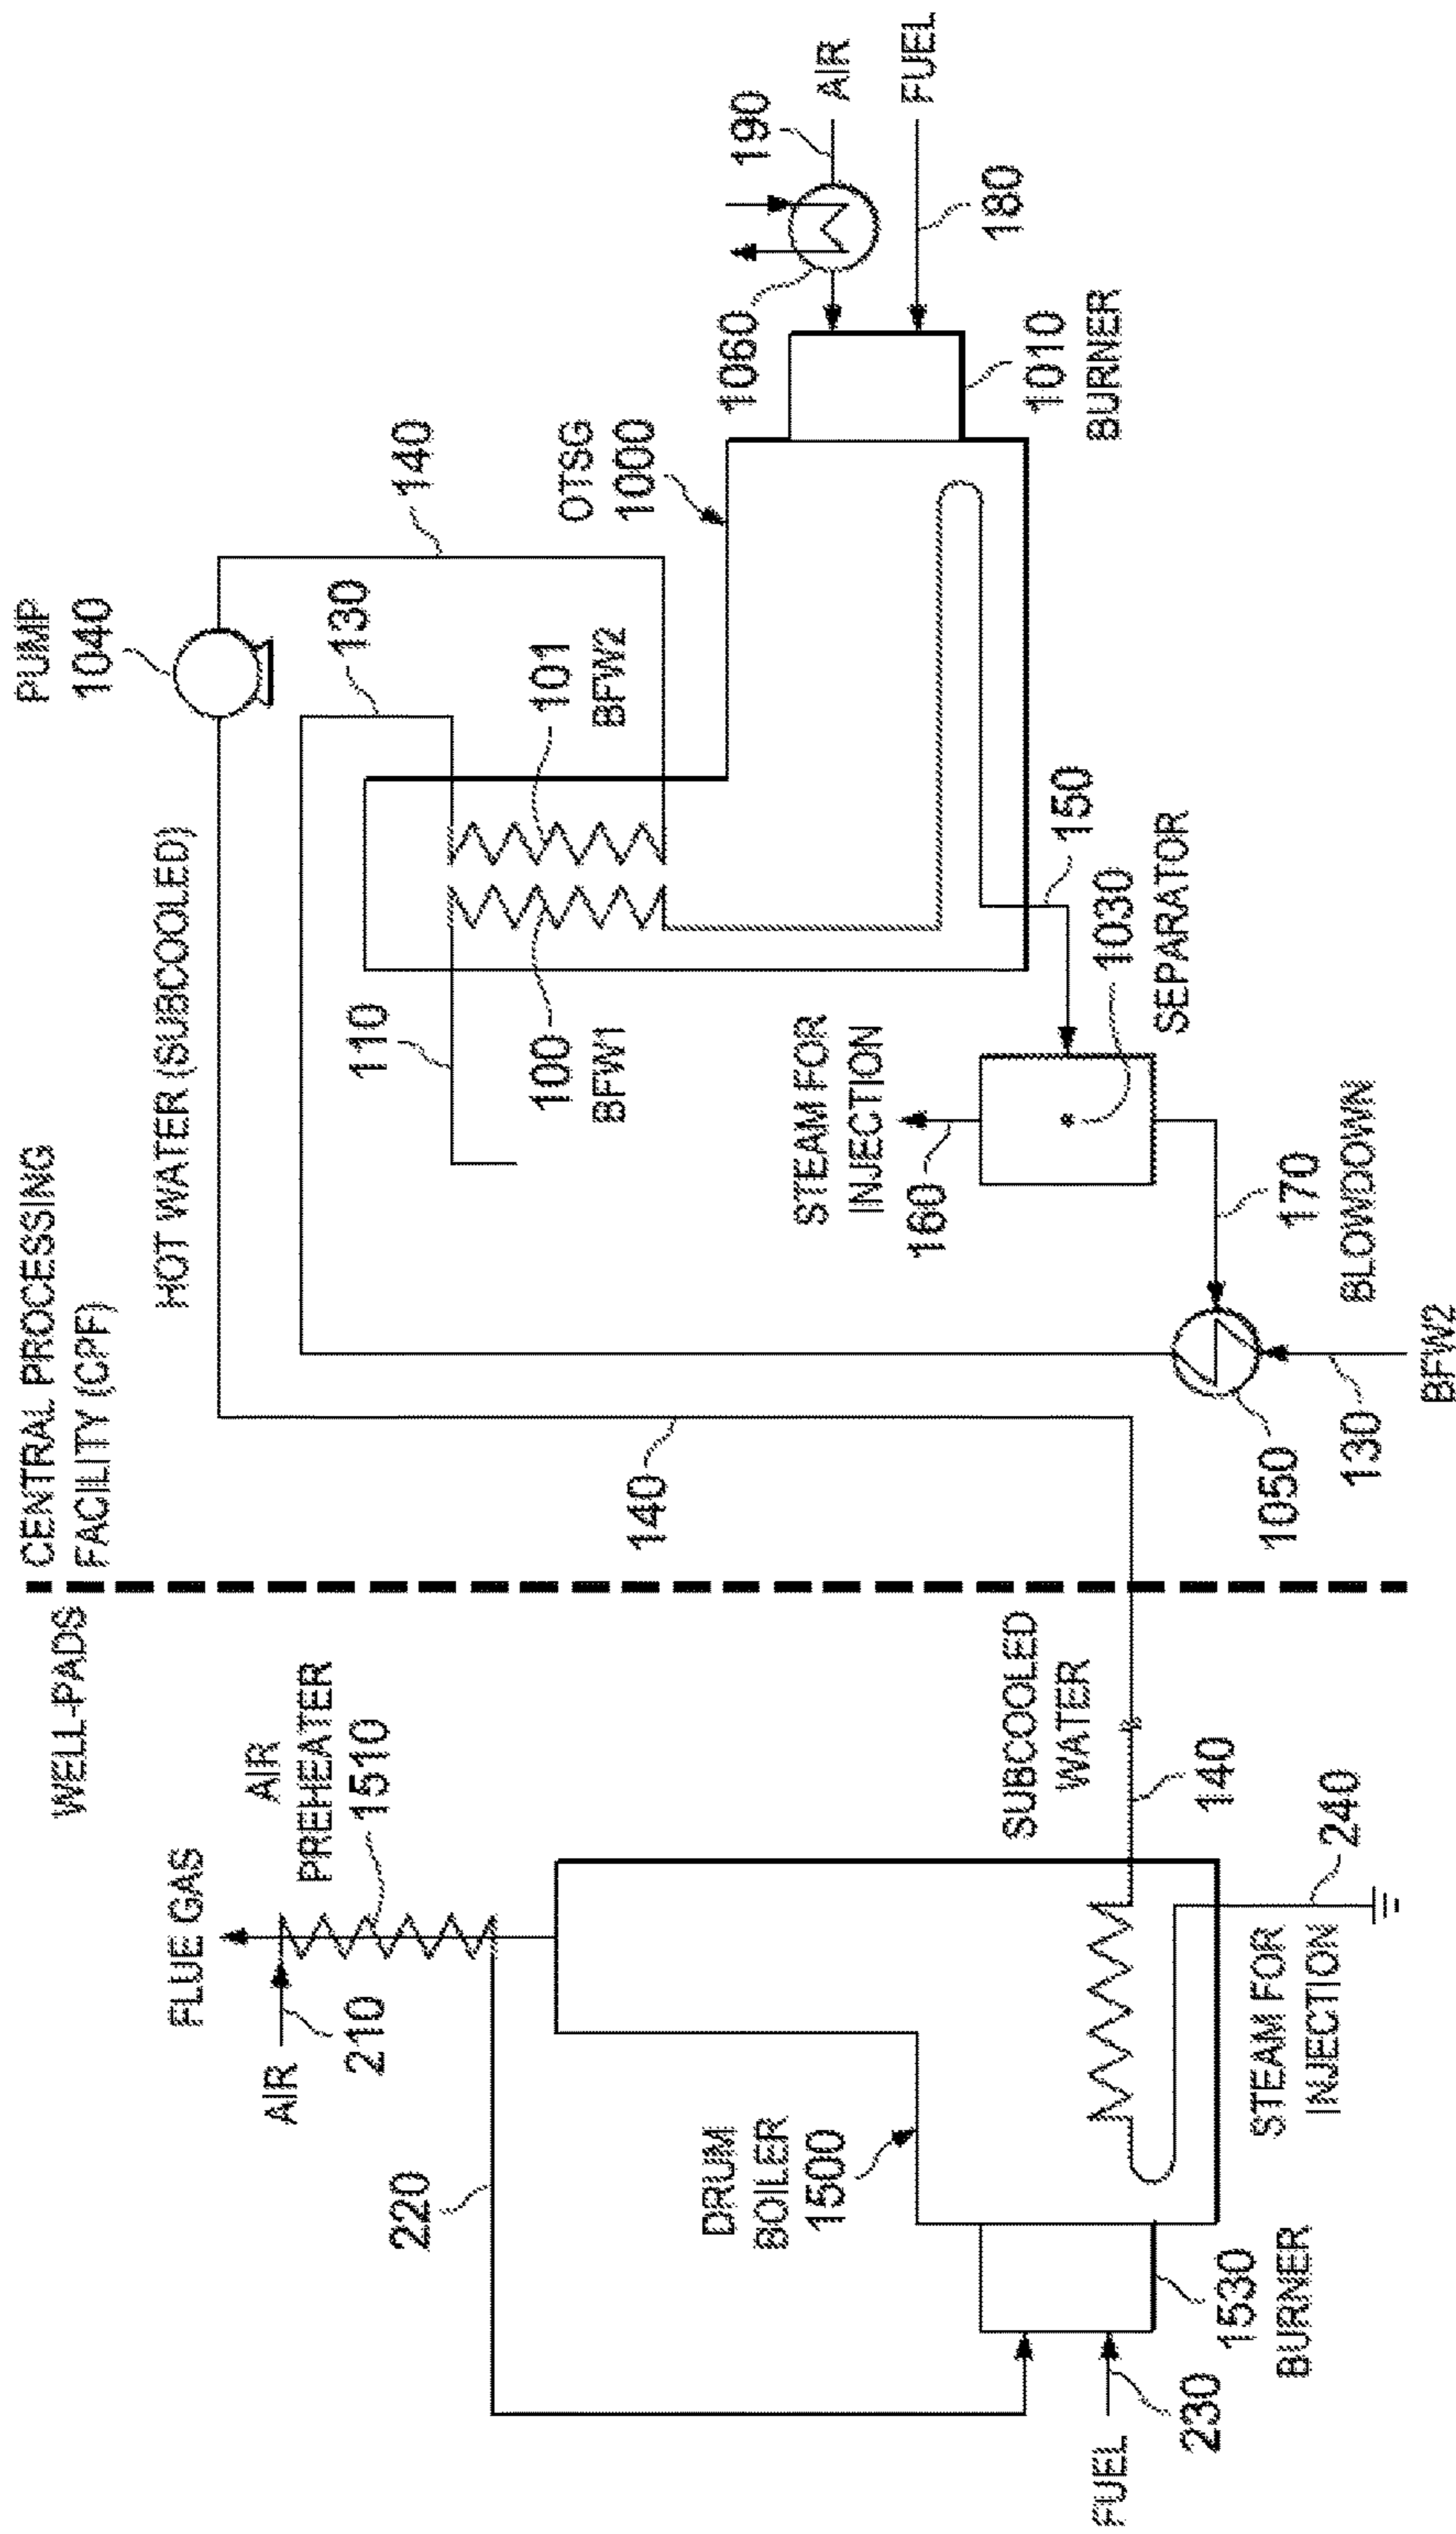 WELL-PADS
CENTRAL PROCESSING
FACILITY (CPF)
PUMP
1040
HOT WATER (SUBCOOLED)
140
130
FLUE GAS
AIR
PREHEATER
1510
AIR
210
220
110
100
BFW1
101
BFW2
OTSG
1000
1060
190
AIR
FUEL
180
1010
BURNER
140
DRUM
BOILER
1500
STEAM FOR
INJECTION
160
150
1030
SEPARATOR
SUBCOOLED
WATER
140
240
STEAM FOR
INJECTION
1530
BURNER
230
FUEL
170
BLOWDOWN
1050
130
BFW2